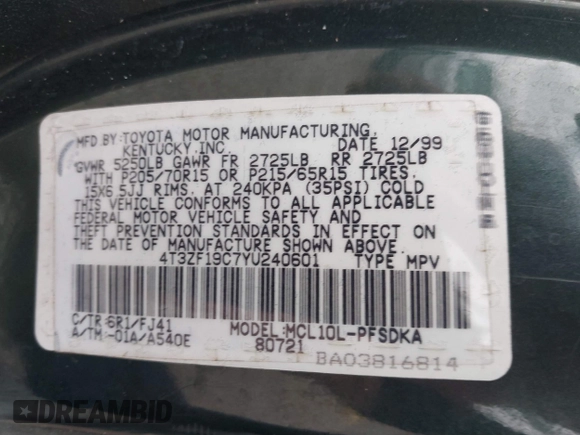 MFD.BY:TOYOTA MOTOR MANUFACTURING,
KENTUCKY,INC. DATE 12/99
GVWR 5250LB GAWR FR 2725LB RR 2725LB
WITH P205/70R15 OR P215/65R15 TIRES,
15X6.5JJ RIMS, AT 240KPA (35PSI) COLD
THIS VEHICLE CONFORMS TO ALL APPLICABLE
FEDERAL MOTOR VEHICLE SAFETY AND
THEFT PREVENTION STANDARDS IN EFFECT ON
THE DATE OF MANUFACTURE SHOWN ABOVE.
4T3ZF19C7YU240601 TYPE MPV
C/TR:6R1/FJ41 MODEL:MCL10L-PFSDKA
A/TM:-01A/A540E 80721
BA03816814
DREAMBID